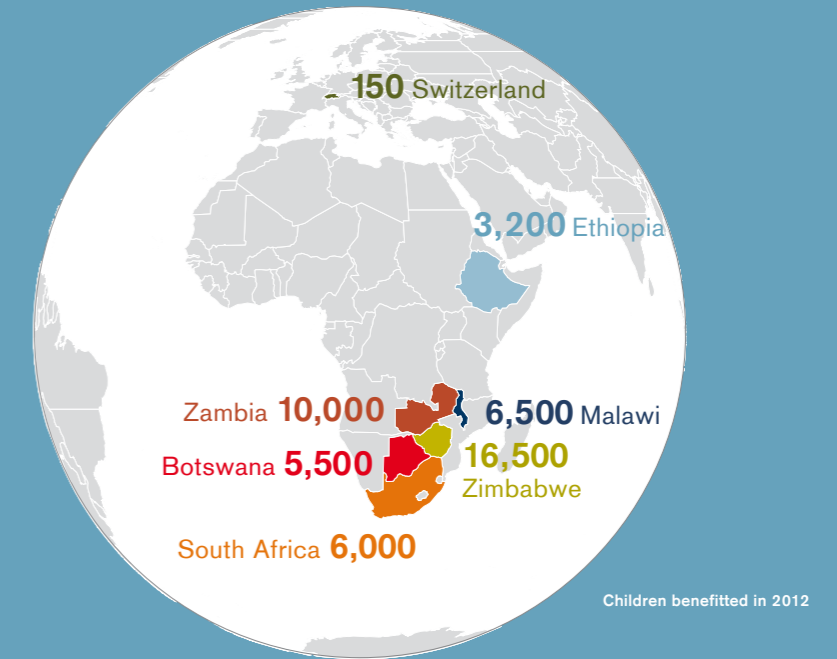 150 Switzerland
3,200 Ethiopia
Zambia 10,000
6,500 Malawi
Botswana 5,500
16,500
Zimbabwe
South Africa 6,000
Children benefitted in 2012